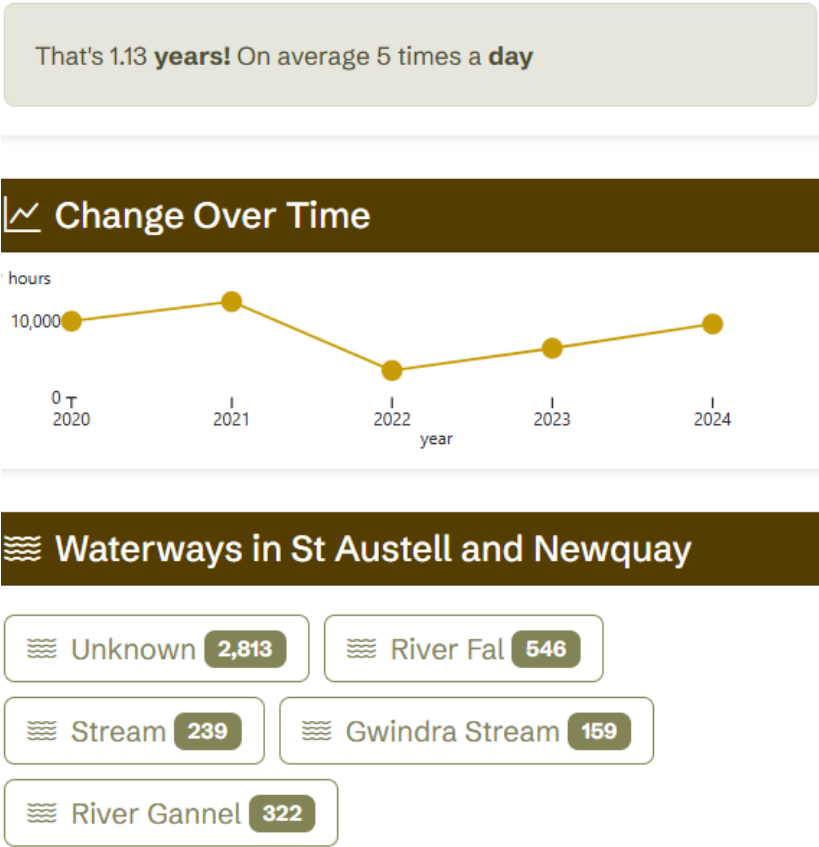 That's 1.13 years! On average 5 times a day
Change Over Time
hours
10,000
0
2020 2021 2022 2023 2024
year
Waterways in St Austell and Newquay
Unknown 2,813 River Fal 546
Stream 239 Gwindra Stream 159
River Gannel 322